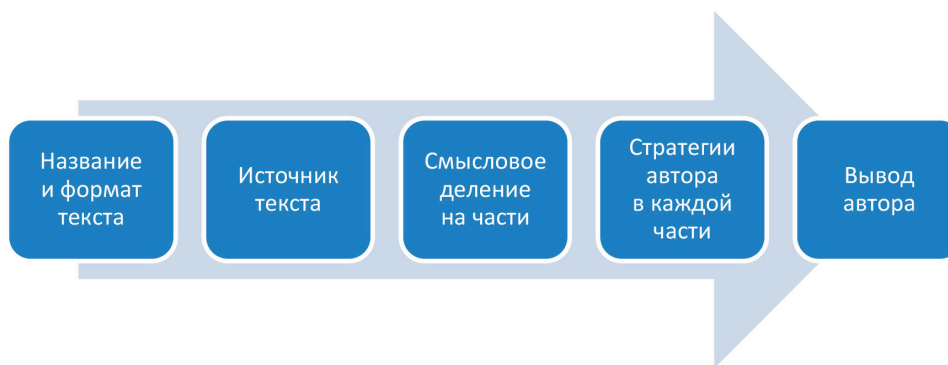 Название
и формат
текста
Источник
текста
Смысловое
деление
на части
Стратегии
автора
в каждой
части
Вывод
автора